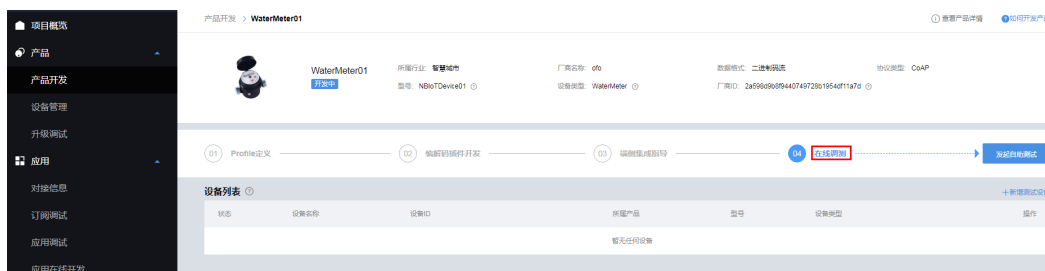 项目概览
产品
产品开发
设备管理
升级调试
应用
对接信息
订阅调试
应用调试
应用在线开发
产品开发 > WaterMeter01
查看产品详情
如何开发产
WaterMeter01
开发中
所属行业: 智慧城市
厂商名称: ofo
数据格式: 二进制码流
协议类型: CoAP
型号: NBIoTDevice01
设备类型: WaterMeter
厂商ID: 2a598d9b8f9440749728b1954df11a7d
01 Profile定义
02 编解码插件开发
03 端侧集成指导
04 在线调测
发起自助测试
设备列表
+新增测试设
状态 设备名称 设备ID 所属产品 型号 设备类型 操作
暂无任何设备